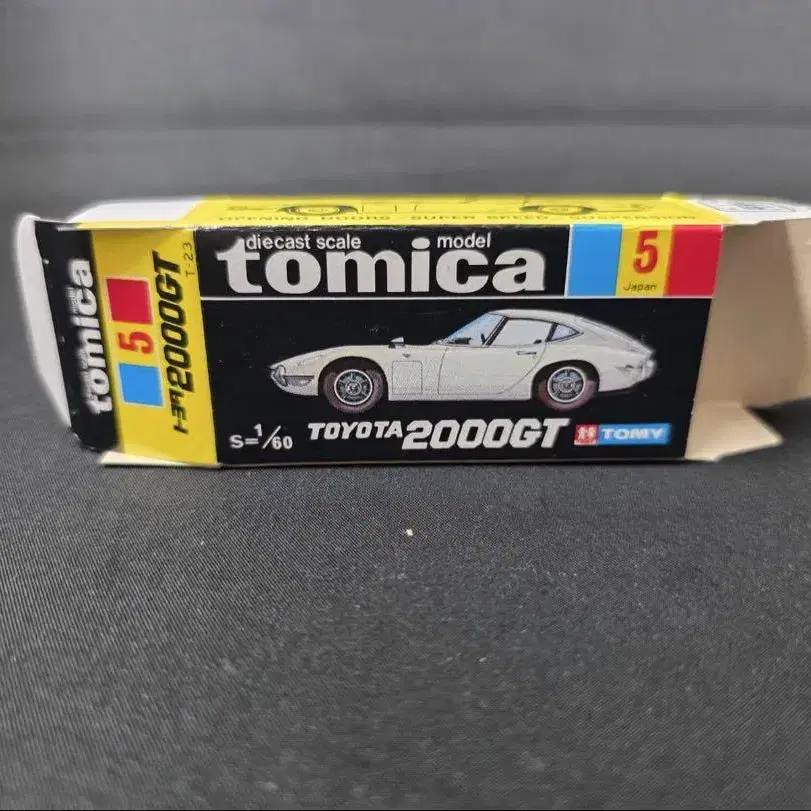 OPENING DOORS SUPER SPEED SUSPENSION
diecast scale model
tomica
5
Japan
S=1/60
TOYOTA 2000GT
TOMY
tomica
5
トヨタ2000GT
T-23